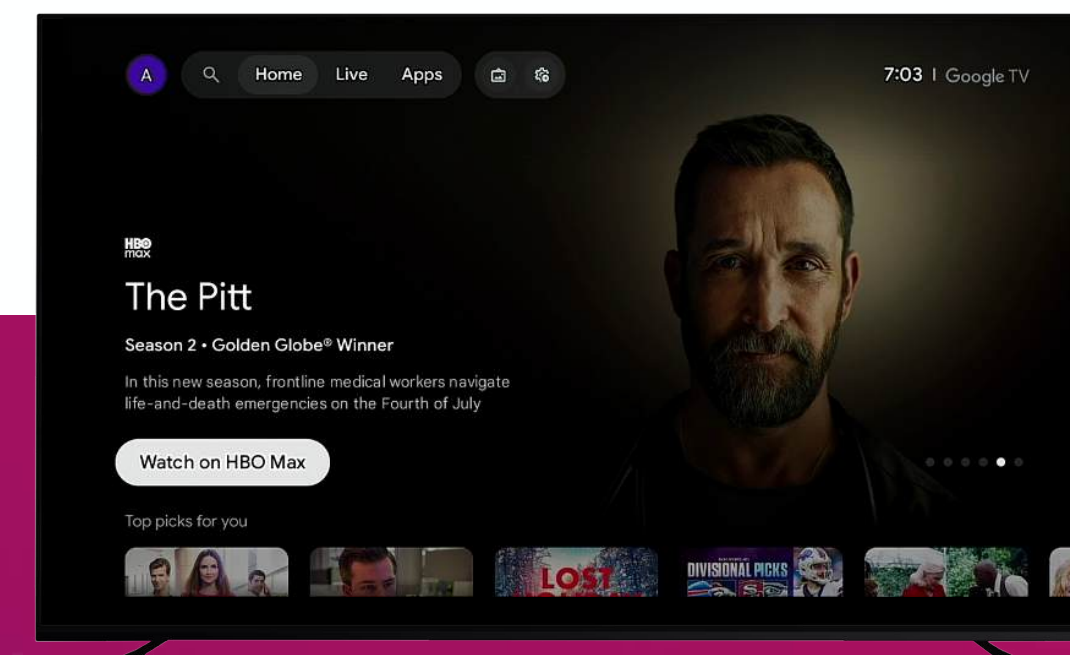 A
Home
Live
Apps
7:03 | Google TV
HBO
max
The Pitt
Season 2 • Golden Globe® Winner
In this new season, frontline medical workers navigate
life-and-death emergencies on the Fourth of July
Watch on HBO Max
Top picks for you
LOST
DIVISIONAL PICKS